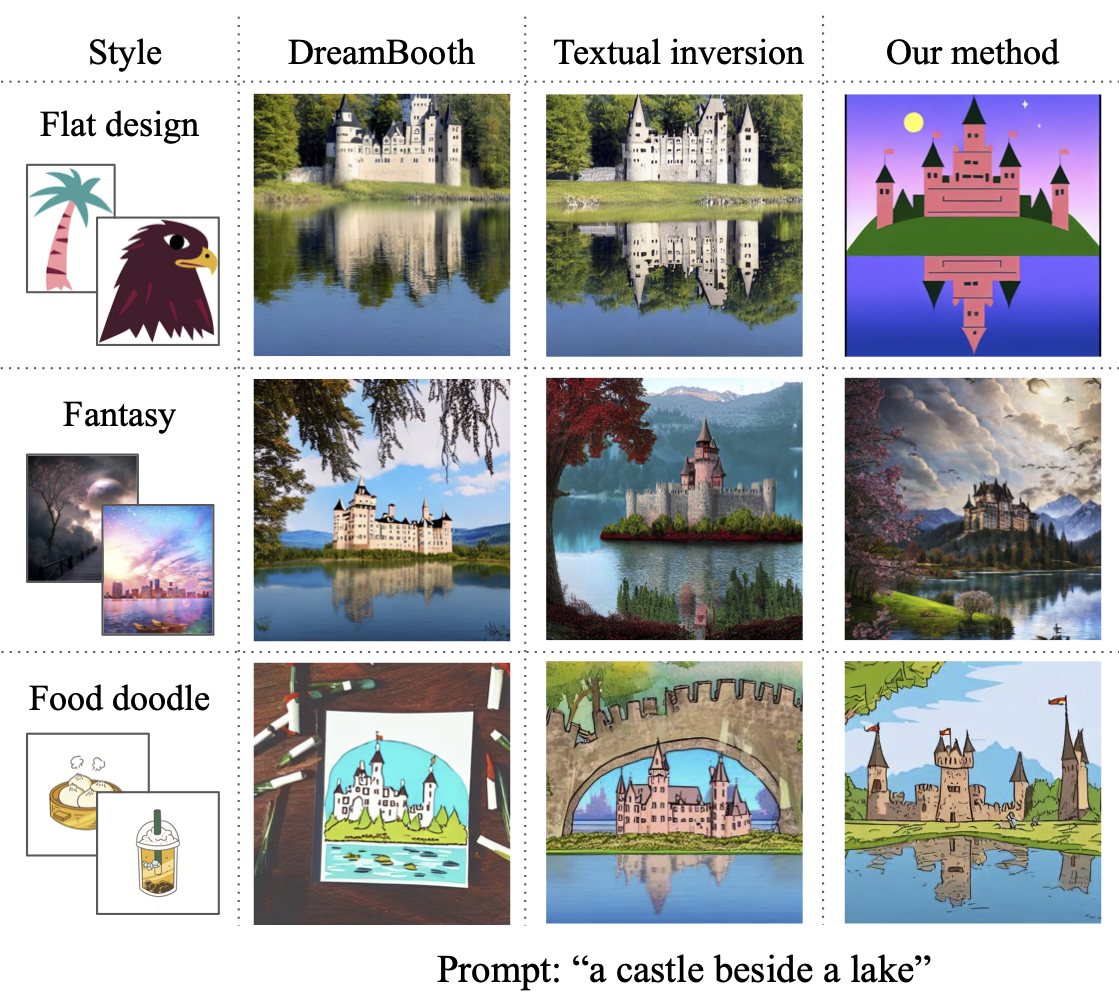 Style
DreamBooth
Textual inversion
Our method
Flat design
Fantasy
Food doodle
Prompt: “a castle beside a lake”